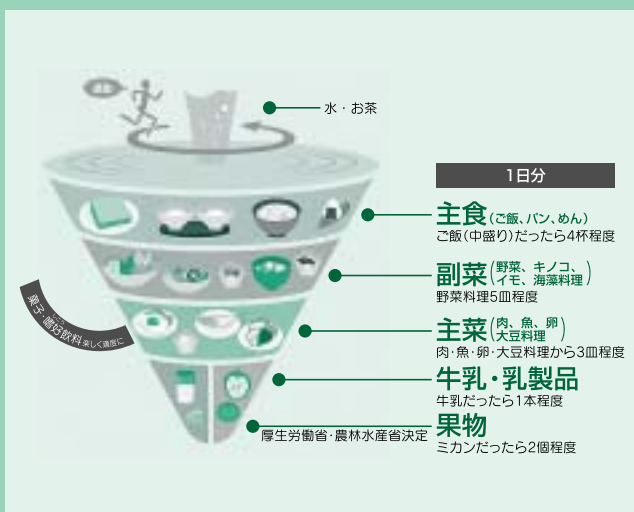 水・お茶
1日分
主食(ご飯、パン、めん)
ご飯(中盛り)だったら4杯程度
副菜(野菜、キノコ、
イモ、海藻料理)
野菜料理5皿程度
主菜(肉、魚、卵
大豆料理)
肉・魚・卵・大豆料理から3皿程度
牛乳・乳製品
牛乳だったら1本程度
果物
ミカンだったら2個程度
菓子・嗜好飲料 楽しく適度に
厚生労働省・農林水産省決定